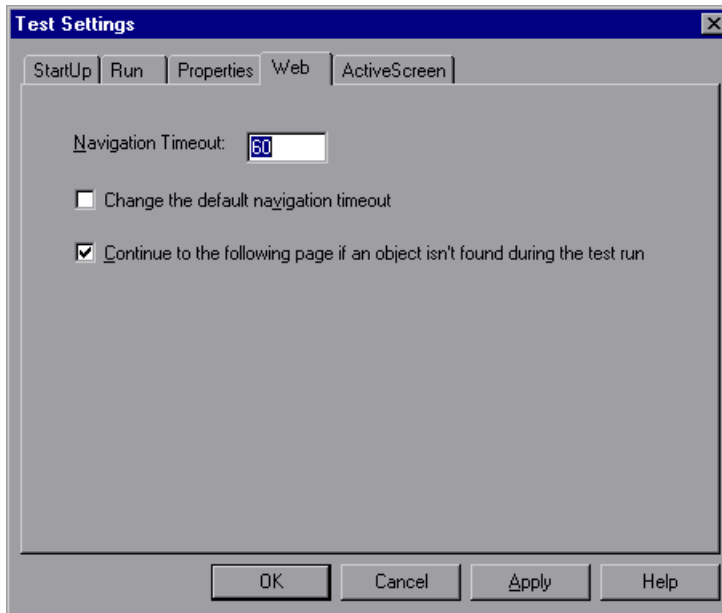 Test Settings
StartUp Run Properties Web ActiveScreen
Navigation Timeout: 60
Change the default navigation timeout
Continue to the following page if an object isn't found during the test run
OK Cancel Apply Help